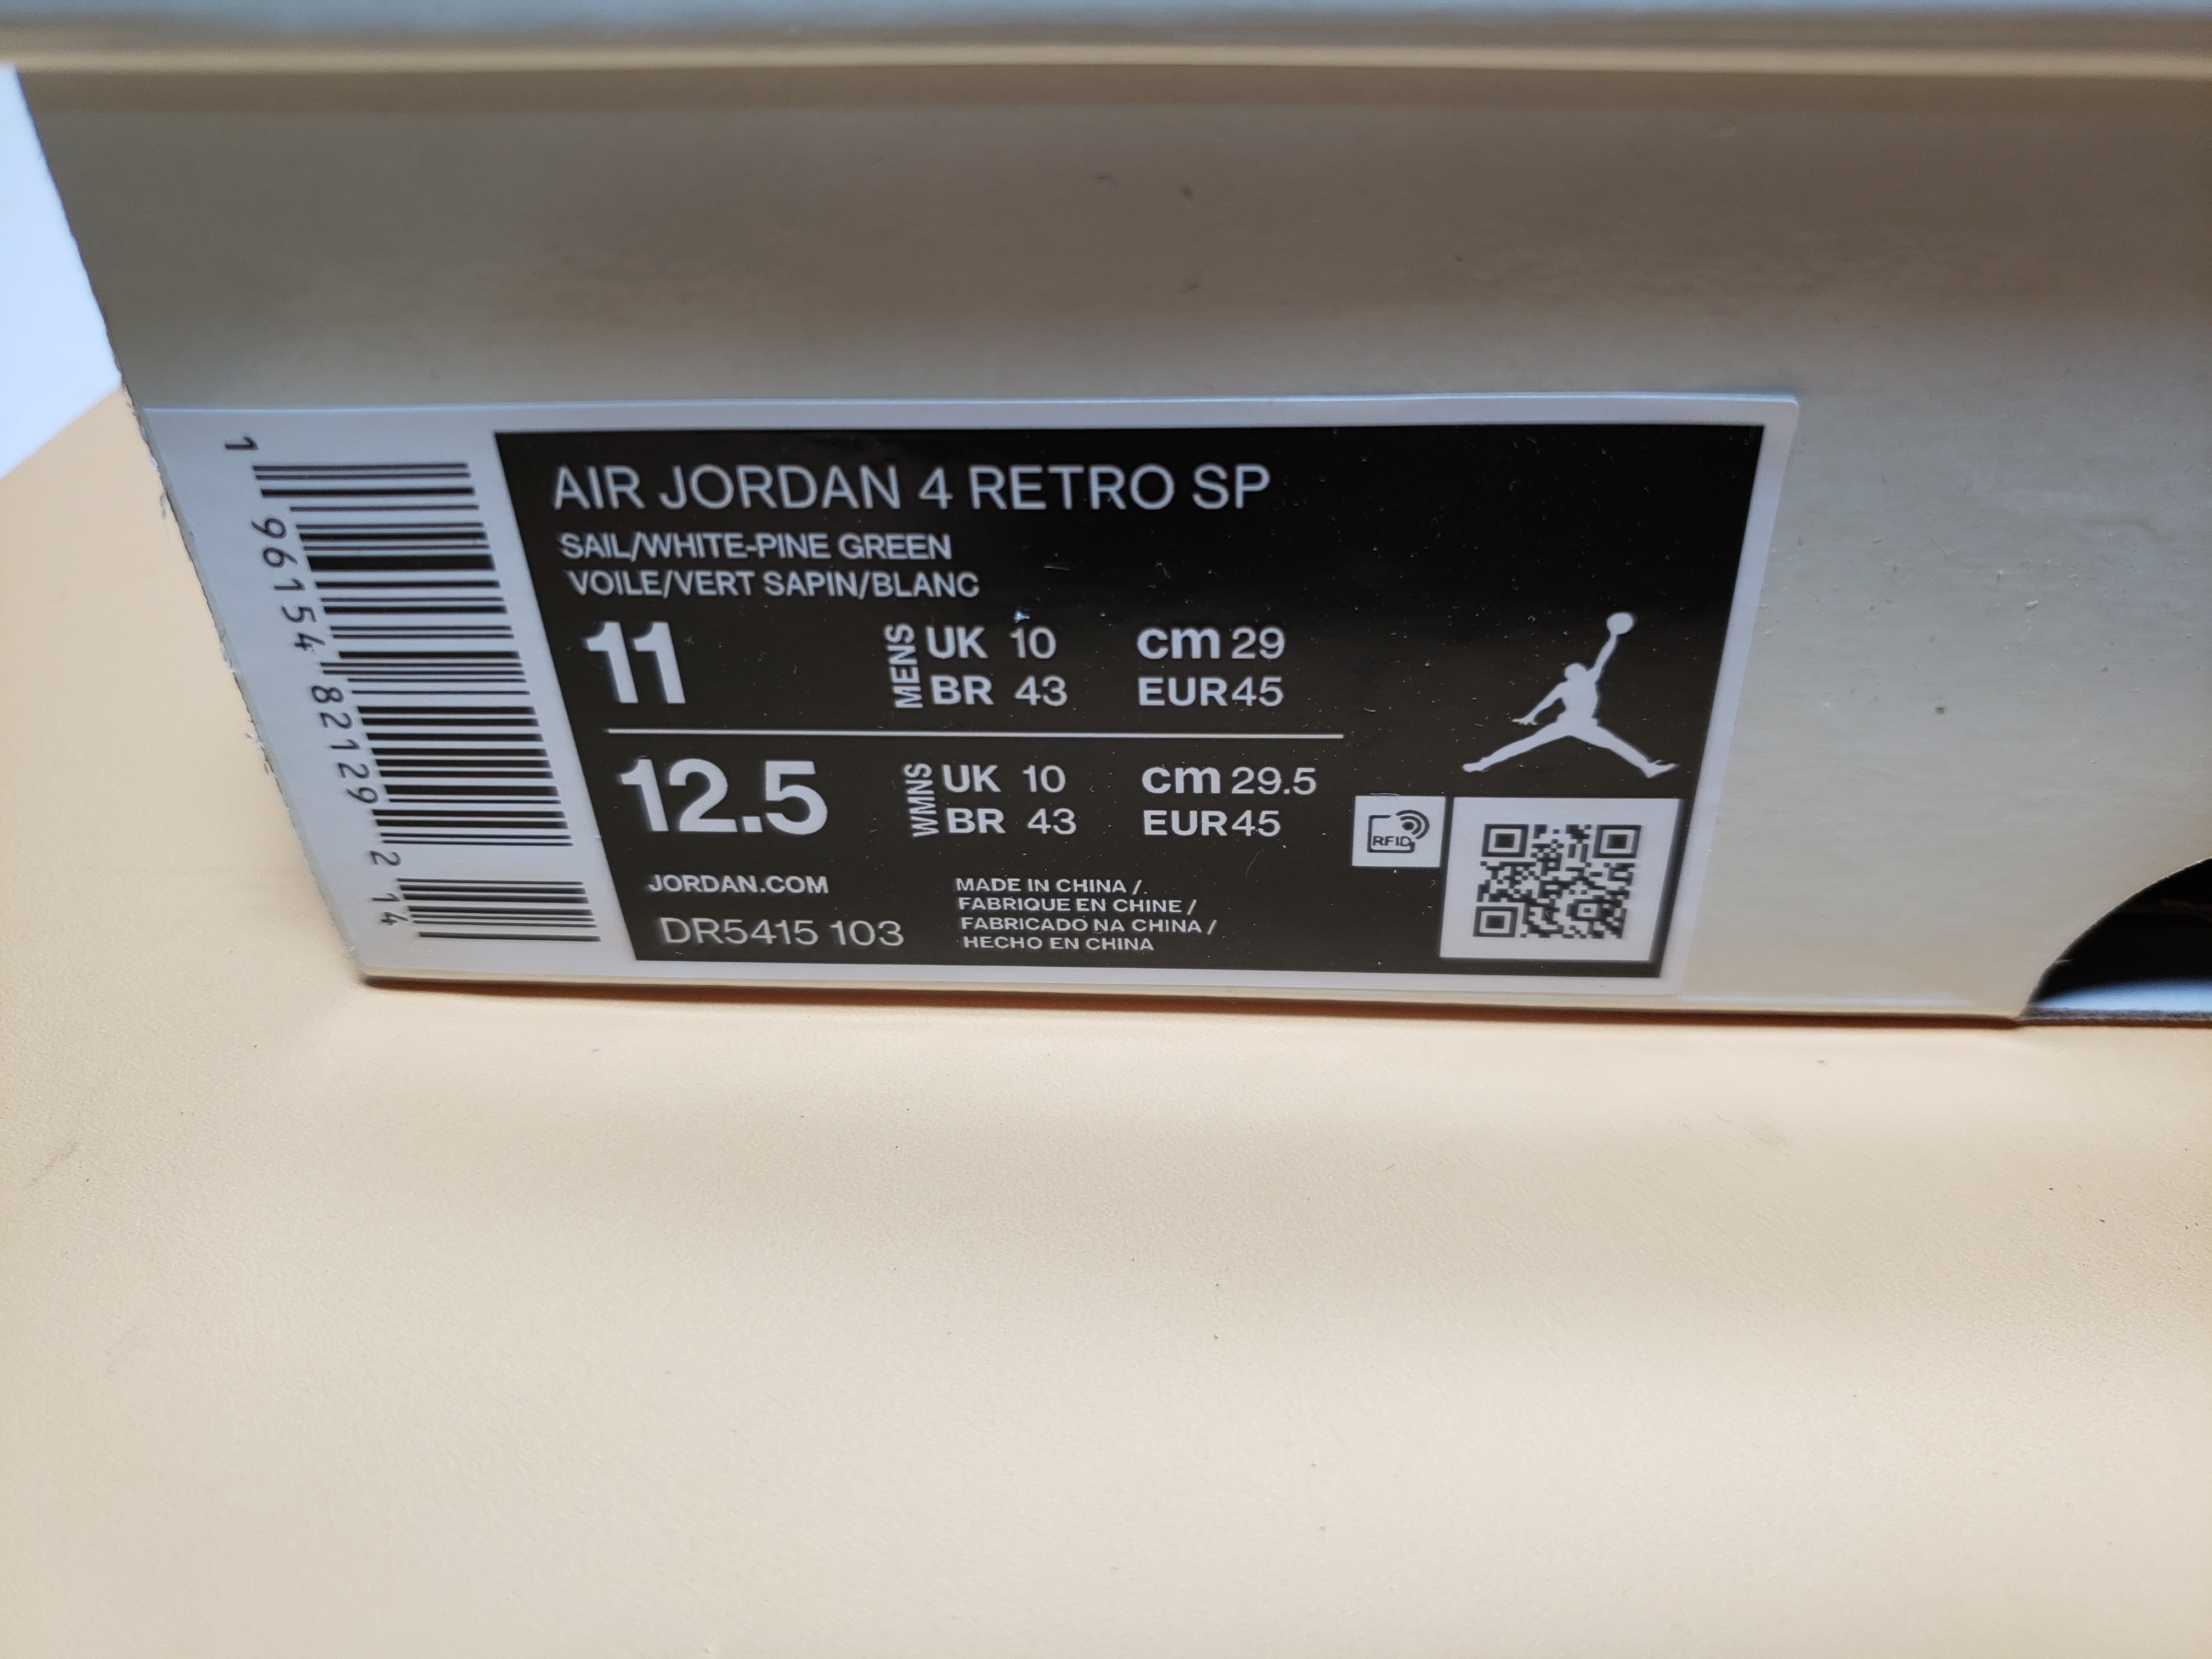 AIR JORDAN 4 RETRO SP
SAIL/WHITE-PINE GREEN
VOILE/VERT SAPIN/BLANC
11 MENS UK 10 cm 29
BR 43 EUR 45
12.5 WMNS UK 10 cm 29.5
BR 43 EUR 45
RFID
JORDAN.COM
DR5415 103
MADE IN CHINA /
FABRIQUE EN CHINE /
FABRICADO NA CHINA /
HECHO EN CHINA
1 96154 82129 2 14